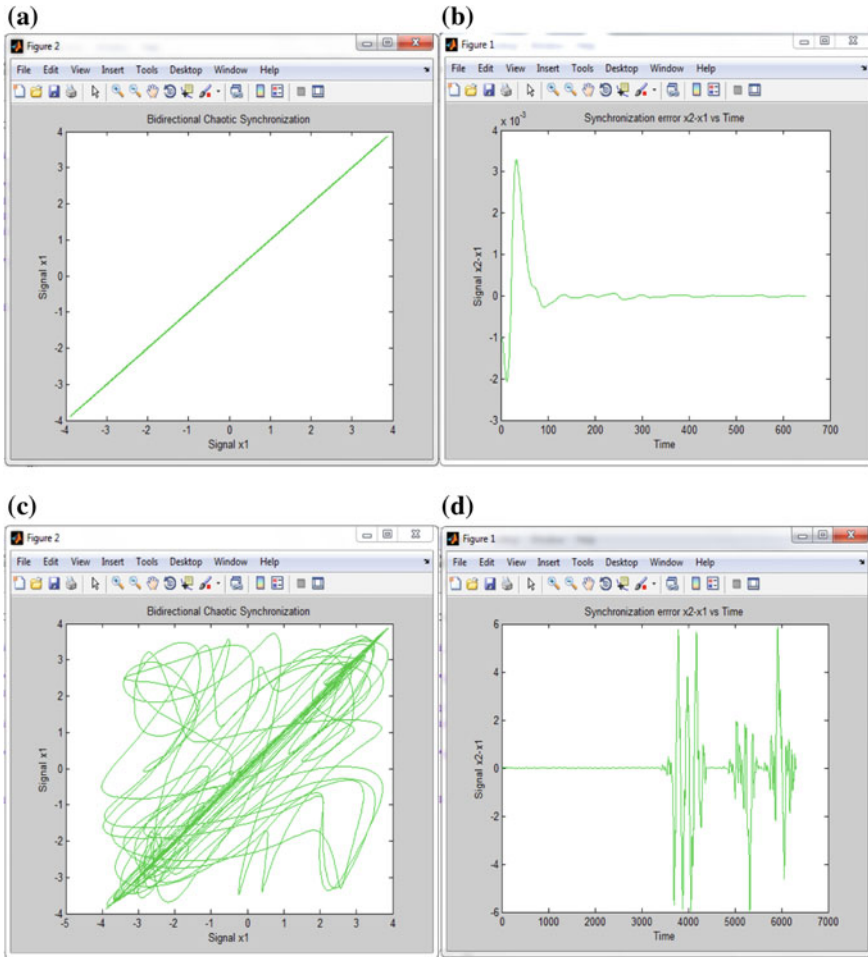 (a)
Figure 2
File Edit View Insert Tools Desktop Window Help
Bidirectional Chaotic Synchronization
4
3
2
1
0
-1
-2
-3
-4
Signal x1
-4 -3 -2 -1 0 1 2 3 4
Signal x1
(b)
Figure 1
File Edit View Insert Tools Desktop Window Help
x 10⁻³
Synchronization errror x2-x1 vs Time
4
3
2
1
0
-1
-2
-3
Signal x2-x1
0 100 200 300 400 500 600 700
Time
(c)
Figure 2
File Edit View Insert Tools Desktop Window Help
Bidirectional Chaotic Synchronization
4
3
2
1
0
-1
-2
-3
-4
Signal x1
-5 -4 -3 -2 -1 0 1 2 3 4
Signal x1
(d)
Figure 1
File Edit View Insert Tools Desktop Window Help
Synchronization errror x2-x1 vs Time
6
4
2
0
-2
-4
-6
Signal x2-x1
0 1000 2000 3000 4000 5000 6000 7000
Time